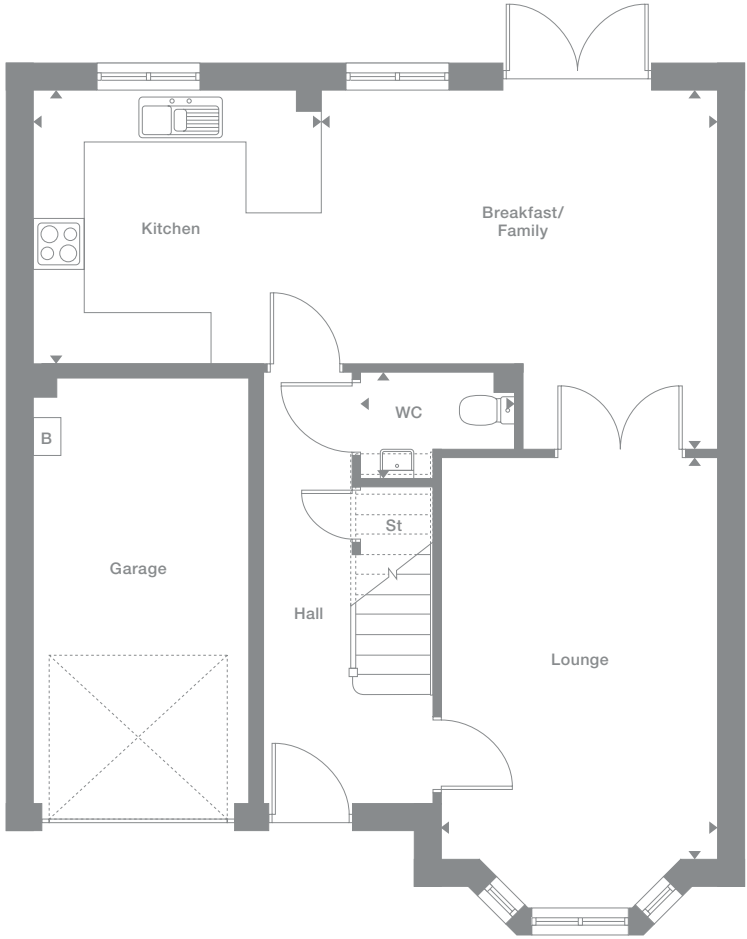 Kitchen
Breakfast/
Family
WC
B
St
Garage
Hall
Lounge